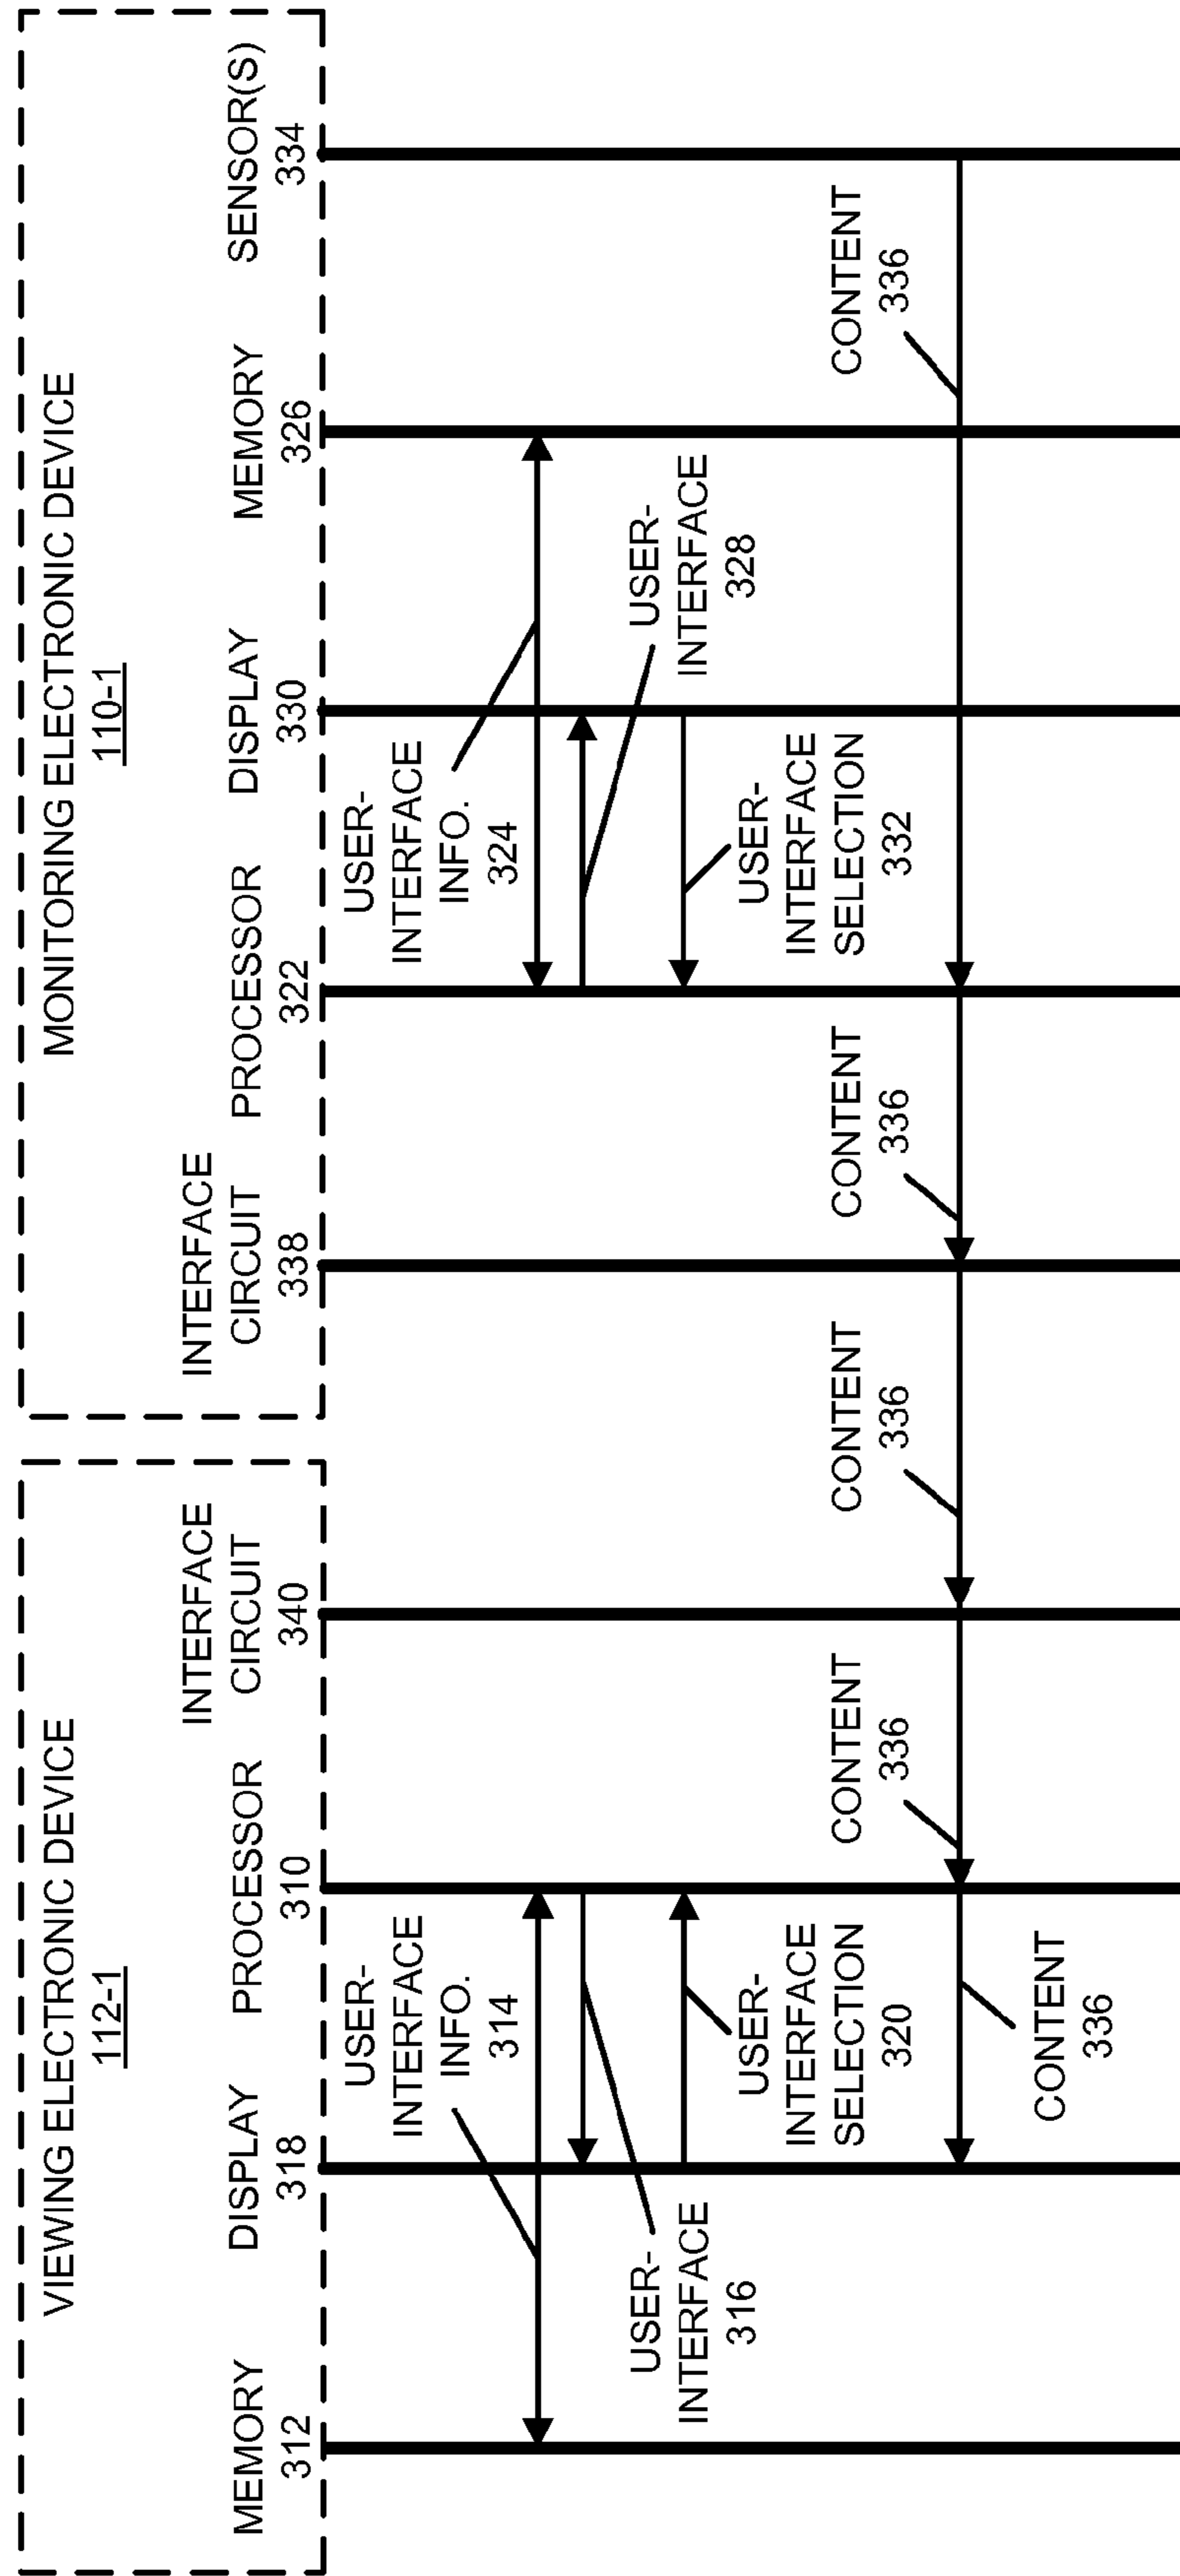 VIEWING ELECTRONIC DEVICE
112-1
MONITORING ELECTRONIC DEVICE
110-1
MEMORY
312
DISPLAY
318
PROCESSOR
310
INTERFACE
CIRCUIT
340
INTERFACE
CIRCUIT
338
PROCESSOR
322
DISPLAY
330
MEMORY
326
SENSOR(S)
334
USER-
INTERFACE
INFO.
314
USER-
INTERFACE
INFO.
324
USER-
INTERFACE
316
USER-
INTERFACE
328
USER-
INTERFACE
SELECTION
320
USER-
INTERFACE
SELECTION
332
CONTENT
336
CONTENT
336
CONTENT
336
CONTENT
336
CONTENT
336